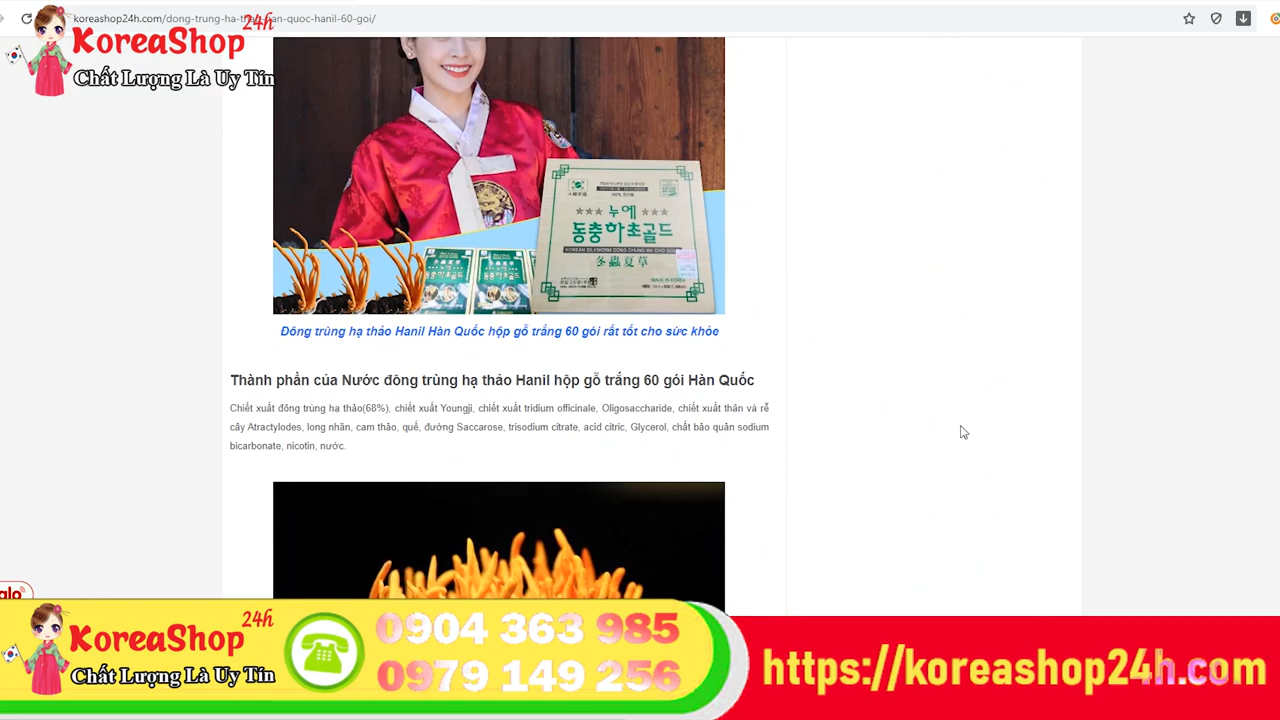 koreashop24h.com/dong-trung-ha-thao-han-quoc-hanil-60-goi/
24h
KoreaShop
Chất Lượng Là Uy Tín
누에
동충하초골드
冬蟲夏草
MADE IN KOREA
Đông trùng hạ thảo Hanil Hàn Quốc hộp gỗ trắng 60 gói rất tốt cho sức khỏe
Thành phần của Nước đông trùng hạ thảo Hanil hộp gỗ trắng 60 gói Hàn Quốc
Chiết xuất đông trùng hạ thảo(68%), chiết xuất Youngji, chiết xuất tridium officinale, Oligosaccharide, chiết xuất thân và rễ
cây Atractylodes, long nhãn, cam thảo, quế, đường Saccarose, trisodium citrate, acid citric, Glycerol, chất bảo quản sodium
bicarbonate, nicotin, nước.
alo
24h
KoreaShop
Chất Lượng Là Uy Tín
0904 363 985
0979 149 256
https://koreashop24h.com